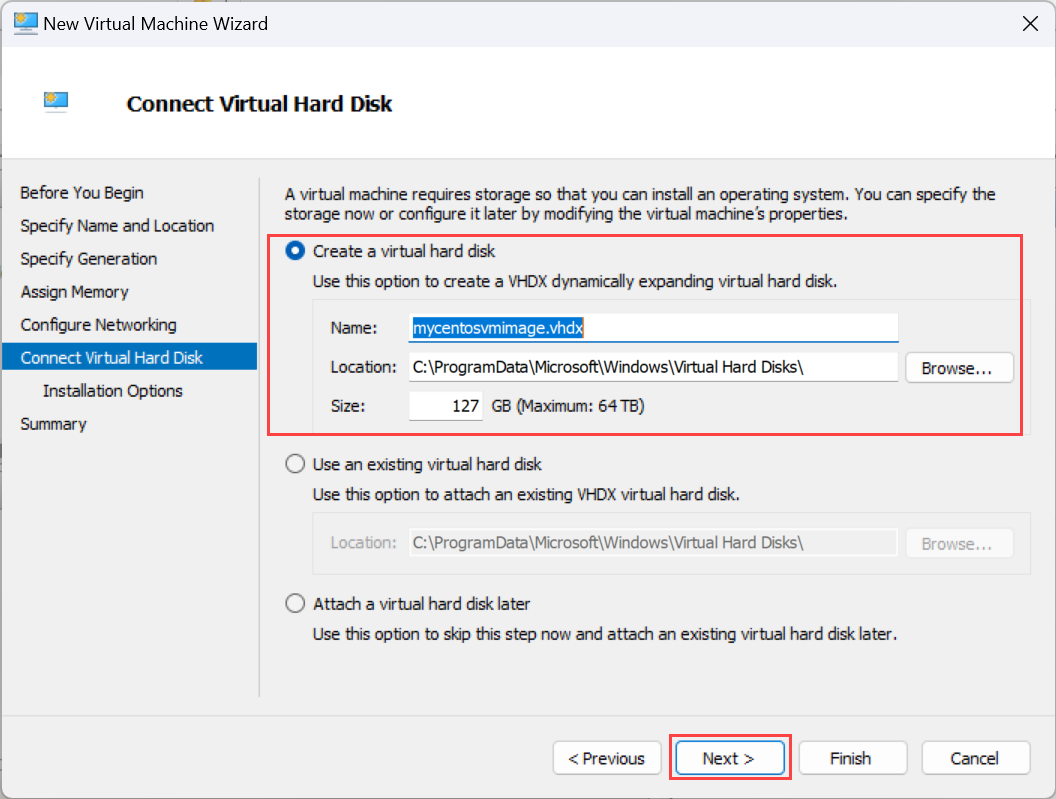 New Virtual Machine Wizard
Connect Virtual Hard Disk
Before You Begin
Specify Name and Location
Specify Generation
Assign Memory
Configure Networking
Connect Virtual Hard Disk
Installation Options
Summary
A virtual machine requires storage so that you can install an operating system. You can specify the
storage now or configure it later by modifying the virtual machine's properties.
Create a virtual hard disk
Use this option to create a VHDX dynamically expanding virtual hard disk.
Name: mycentosvmimage.vhdx
Location: C:\ProgramData\Microsoft\Windows\Virtual Hard Disks\ Browse...
Size: 127 GB (Maximum: 64 TB)
Use an existing virtual hard disk
Use this option to attach an existing VHDX virtual hard disk.
Location: C:\ProgramData\Microsoft\Windows\Virtual Hard Disks\ Browse...
Attach a virtual hard disk later
Use this option to skip this step now and attach an existing virtual hard disk later.
< Previous Next > Finish Cancel